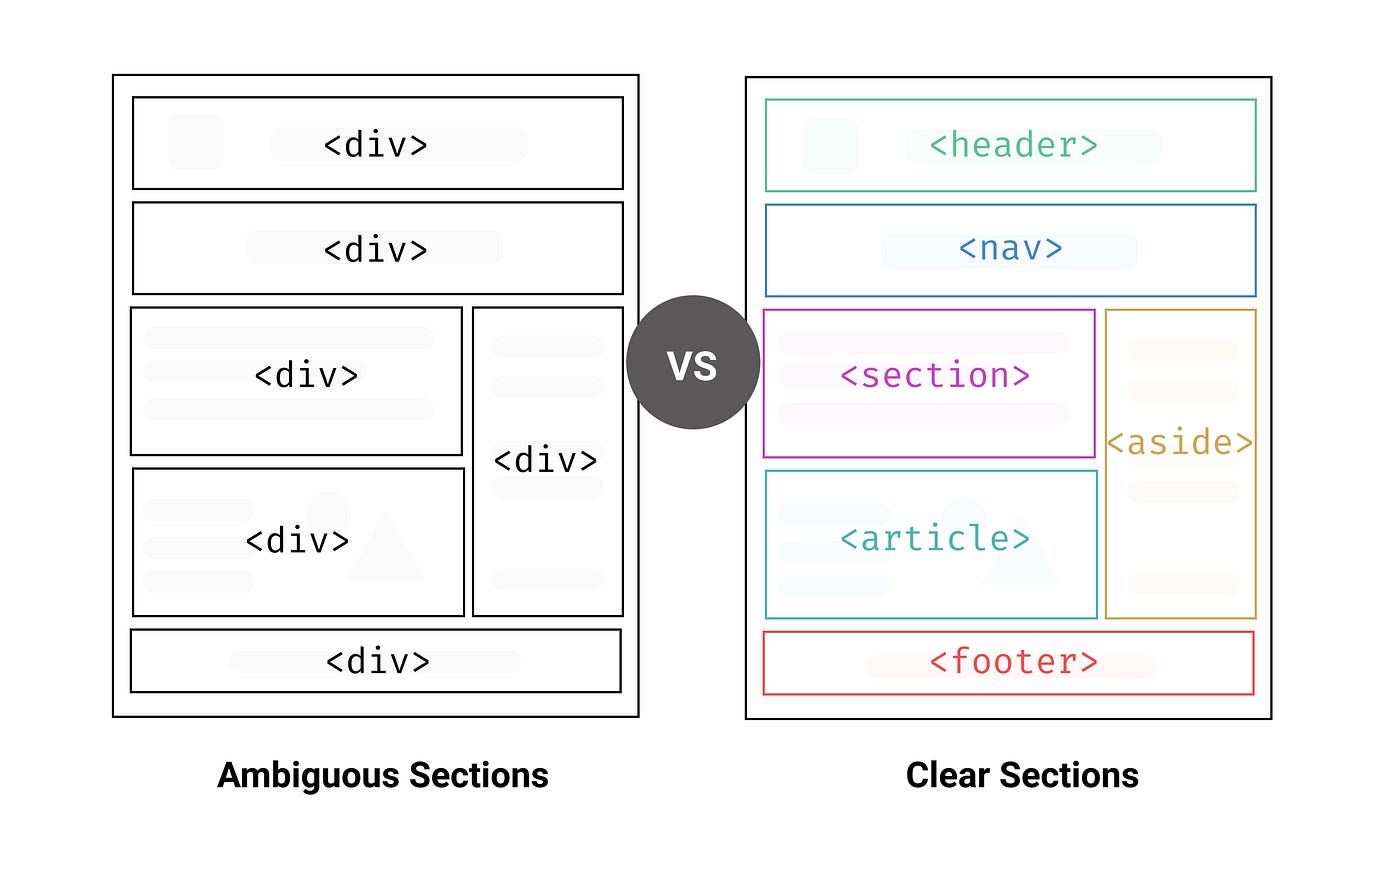 <div>
<div>
<div>
<div>
<div>
<div>
Ambiguous Sections
VS
<header>
<nav>
<section>
<aside>
<article>
<footer>
Clear Sections